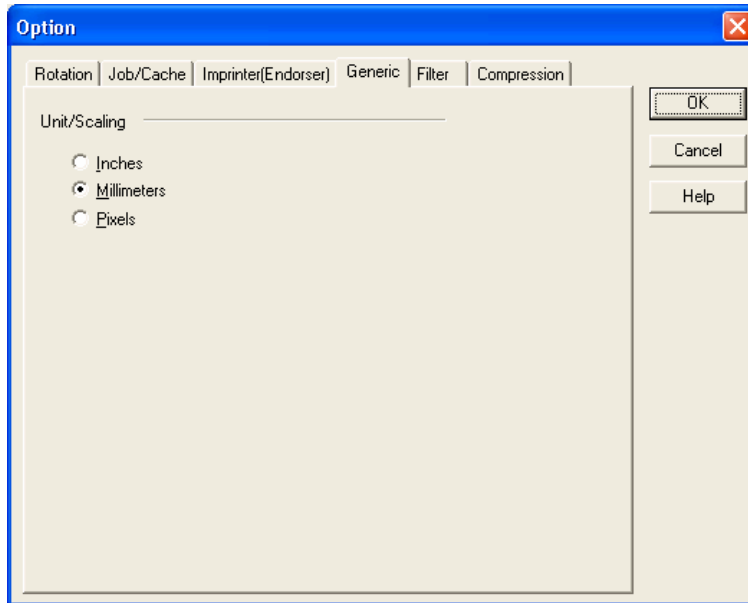 Option
Rotation Job/Cache Imprinter(Endorser) Generic Filter Compression
OK
Unit/Scaling
Cancel
Inches
Millimeters
Help
Pixels